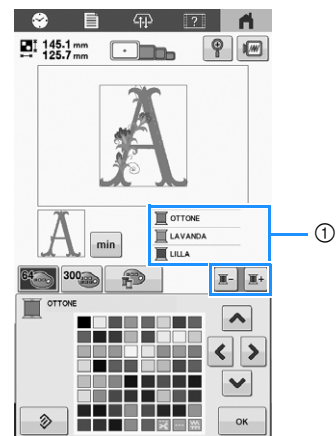 ?
145.1 mm
125.7 mm
OTTONE
LAVANDA
LILLA
①
min
64
300
- +
OTTONE
OK